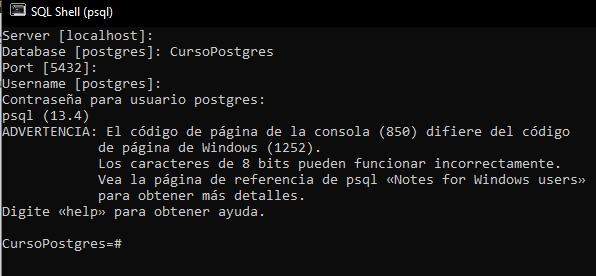 SQL Shell (psql)
Server [localhost]:
Database [postgres]: CursoPostgres
Port [5432]:
Username [postgres]:
Contraseña para usuario postgres:
psql (13.4)
ADVERTENCIA: El código de página de la consola (850) difiere del código
de página de Windows (1252).
Los caracteres de 8 bits pueden funcionar incorrectamente.
Vea la página de referencia de psql «Notes for Windows users»
para obtener más detalles.
Digite «help» para obtener ayuda.
CursoPostgres=#